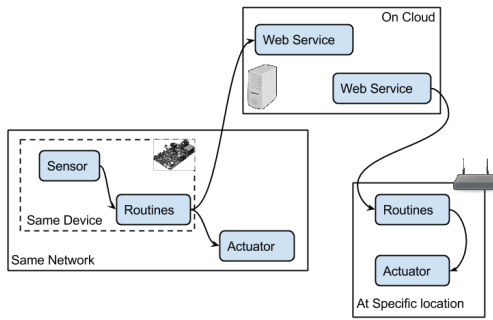 On Cloud
Web Service
Web Service
Sensor
Routines
Same Device
Actuator
Same Network
Routines
Actuator
At Specific location